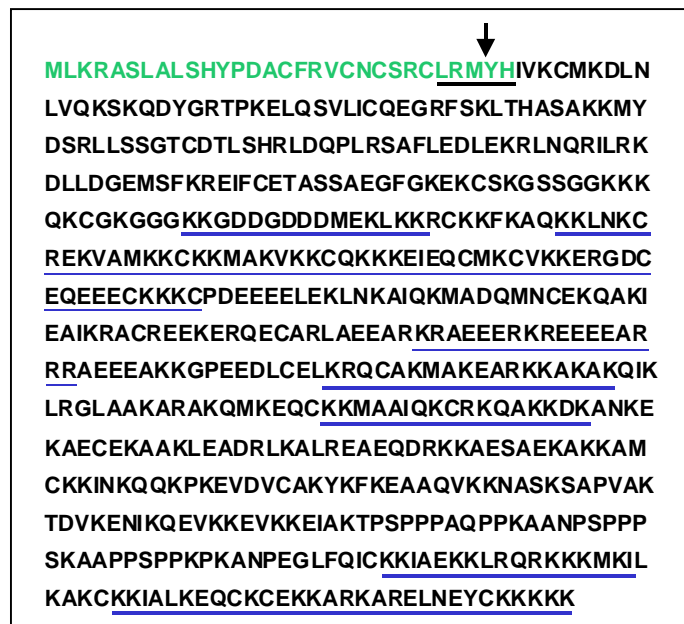 MLKRASLALSHYPDACFRVCNCSRCLRMYHIVKCMKDLN
LVQKSKQDYGRTPKELQSVLICQEGRFSKLTHASAKKMY
DSRLLSSGTCDTLSHRLDQPLRSAFLEDLEKRLNQRILRK
DLLDGEMSFKREIFCETASSAEGFGKEKCSKGSSGGKKK
QKCGKGGGKKGDDGDDDMEKLKKRCKKFKAQKKLNKC
REKVAMKKCKKMAKVKKCQKKKEIEQCMKCVKKERGDC
EQEEECKKKCPDEEEELEKLNKAIQKMADQMNCEKQAKI
EAIKRACREEKERQECARLAEEARKRAEEERKREEEEAR
RRAEEEAKKGPEEDLCELKRQCAKMAKEARKKAKAKQIK
LRGLAAKARAKQMKEQCKKMAAIQKCRKQAKKDKANKE
KAECEKAAKLEADRLKALREAEQDRKKAESAEKAKKAM
CKKINKQQKPKEVDVCAKYKFKEAAQVKKNASKSAPVAK
TDVKENIKQEVKKEVKKEIAKTPSPPPAQPPKAANPSPPP
SKAAPPSPPKPKANPEGLFQICKKIAEKKLRQRKKKMKIL
KAKCKKIALKEQCKCEKKARKARELNEYCKKKKK